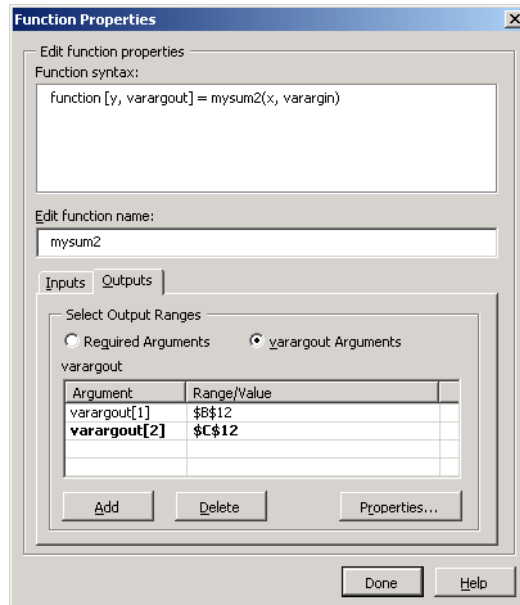 Function Properties
Edit function properties
Function syntax:
function [y, varargout] = mysum2(x, varargin)
Edit function name:
mysum2
Inputs Outputs
Select Output Ranges
Required Arguments varargout Arguments
varargout
Argument Range/Value
varargout[1] $B$12
varargout[2] $C$12
Add Delete Properties...
Done Help